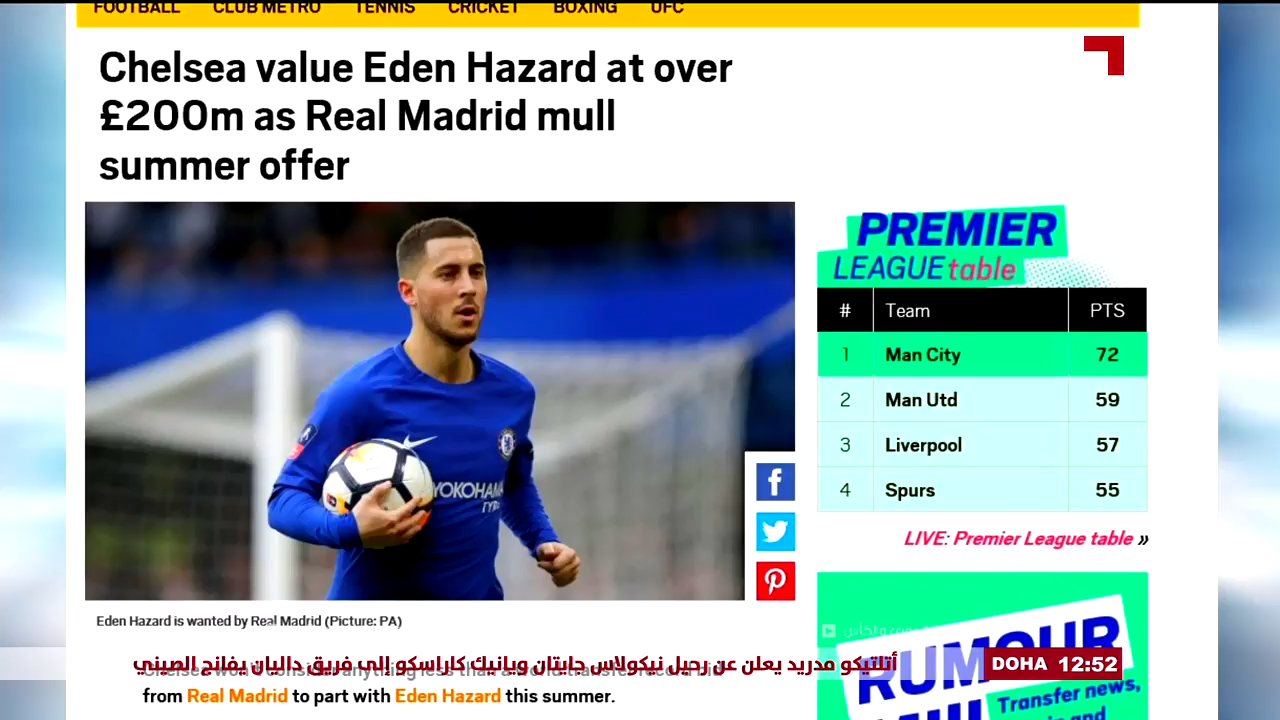 FOOTBALL CLUB METRO TENNIS CRICKET BOXING UFC
Chelsea value Eden Hazard at over
£200m as Real Madrid mull
summer offer
YOKOHAMA
TYRES
Eden Hazard is wanted by Real Madrid (Picture: PA)
from Real Madrid to part with Eden Hazard this summer.
PREMIER
LEAGUE table
# Team PTS
1 Man City 72
2 Man Utd 59
3 Liverpool 57
4 Spurs 55
LIVE: Premier League table »
RUMOUR
Transfer news,
and
أتلتيكو مدريد يعلن عن رحيل نيكولاس جايتان ويانيك كاراسكو إلى فريق داليان يفانج الصيني
DOHA 12:52